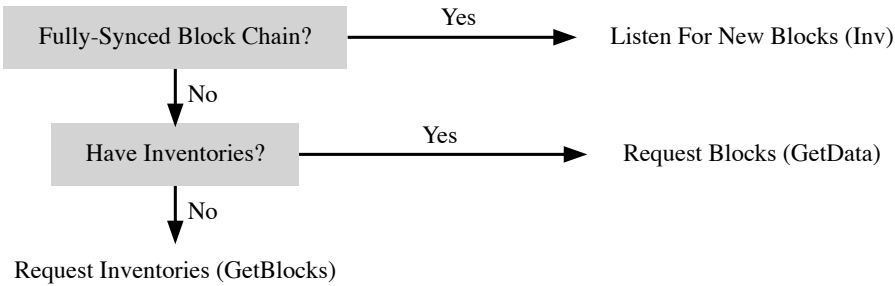 Fully-Synced Block Chain?
Yes
Listen For New Blocks (Inv)
No
Have Inventories?
Yes
Request Blocks (GetData)
No
Request Inventories (GetBlocks)